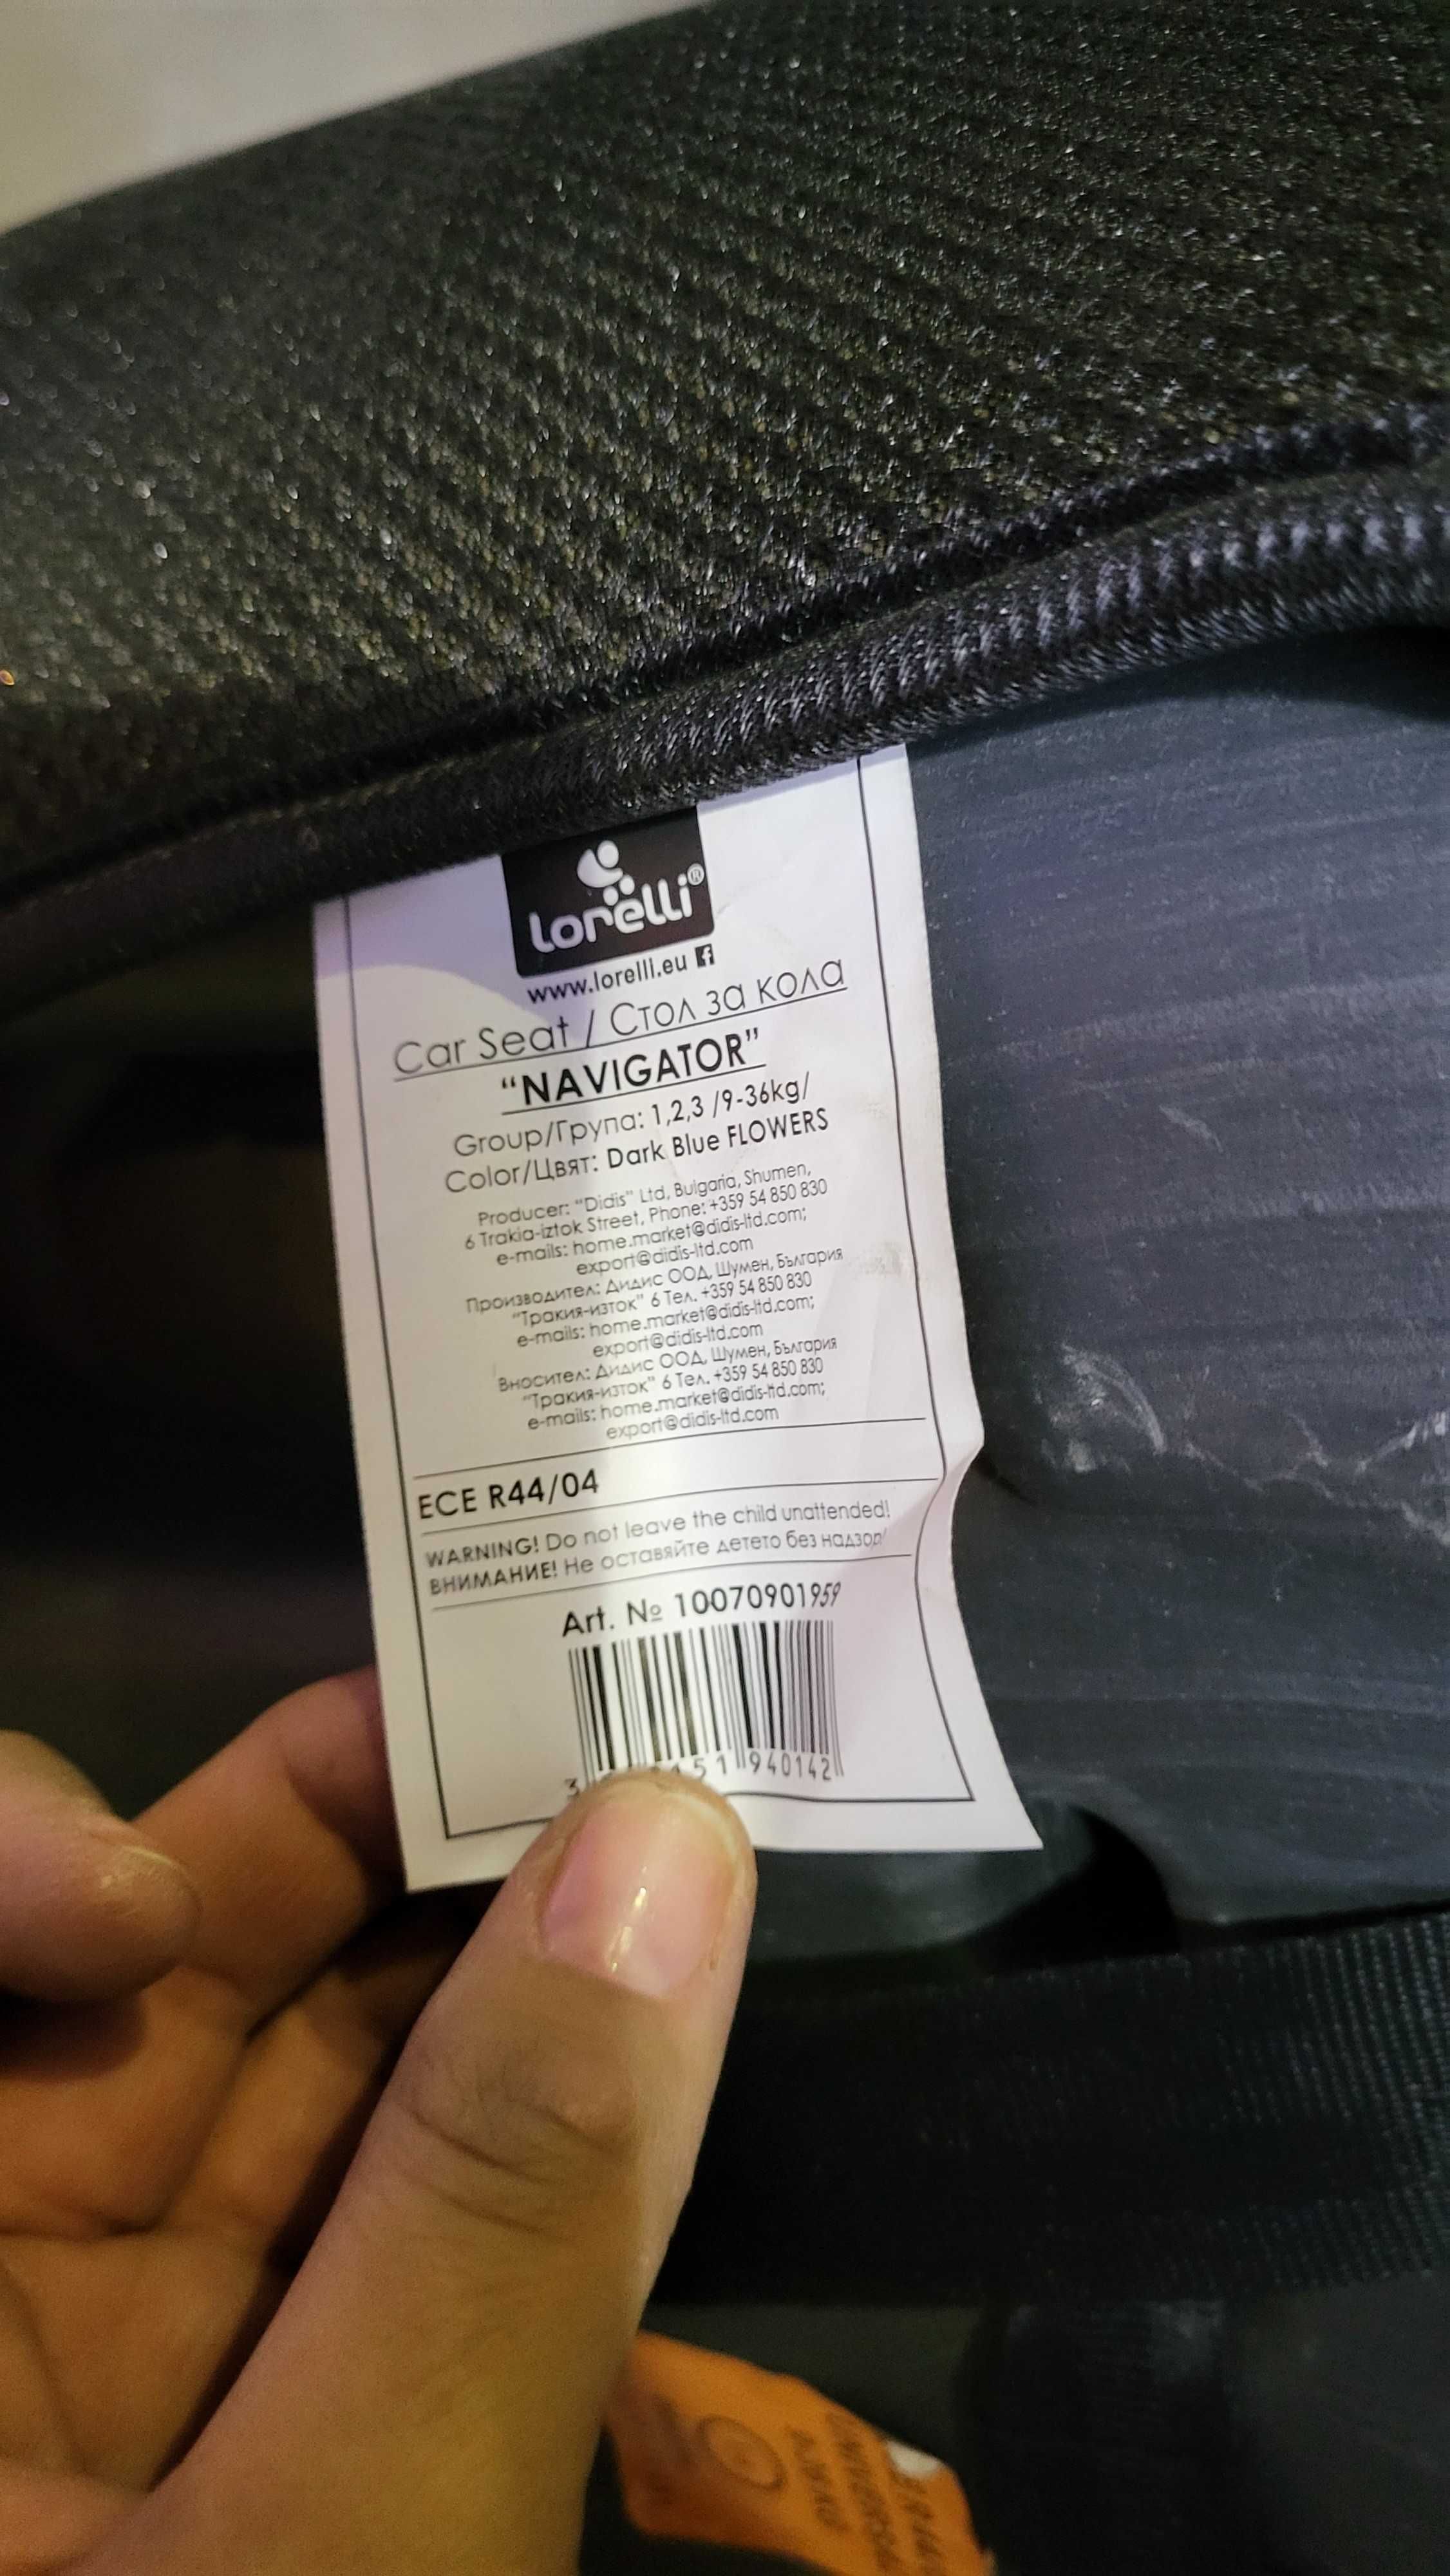 lorelli®
www.lorelli.eu
Car Seat / Стол за кола
“NAVIGATOR”
Group/Група: 1,2,3 /9-36kg/
Color/Цвят: Dark Blue FLOWERS
Producer: “Didis” Ltd, Bulgaria, Shumen,
6 Trakia-iztok Street, Phone: +359 54 850 830
e-mails: home.market@didis-ltd.com;
export@didis-ltd.com
Производител: Дидис ООД, Шумен, България
“Тракия-изток” 6 Тел. +359 54 850 830
e-mails: home.market@didis-ltd.com;
export@didis-ltd.com
Вносител: Дидис ООД, Шумен, България
“Тракия-изток” 6 Тел. +359 54 850 830
e-mails: home.market@didis-ltd.com;
export@didis-ltd.com
ECE R44/04
WARNING! Do not leave the child unattended!
ВНИМАНИЕ! Не оставяйте детето без надзор!
Art. № 10070901959
3 51 940142